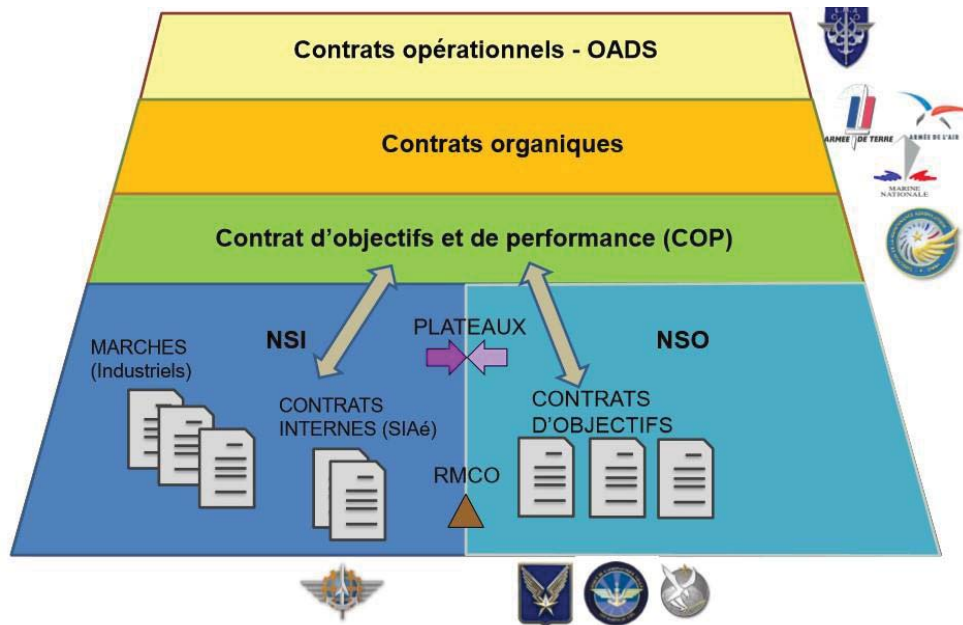 Contrats opérationnels - OADS
ARMEE DE TERRE
ARMÉE DE L'AIR
Contrats organiques
MARINE
NATIONALE
Contrat d'objectifs et de performance (COP)
PLATEAUX
NSI
NSO
MARCHES
(Industriels)
CONTRATS
INTERNES (SIAé)
CONTRATS
D'OBJECTIFS
RMCO